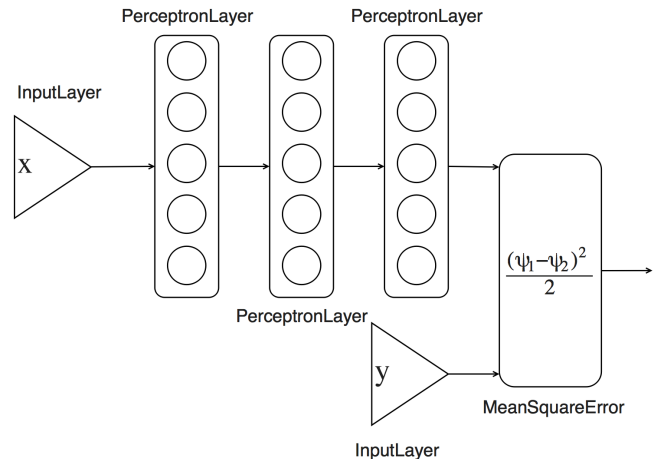 PerceptronLayer
PerceptronLayer
InputLayer
x
(ψ₁−ψ₂)²
2
PerceptronLayer
y
MeanSquareError
InputLayer